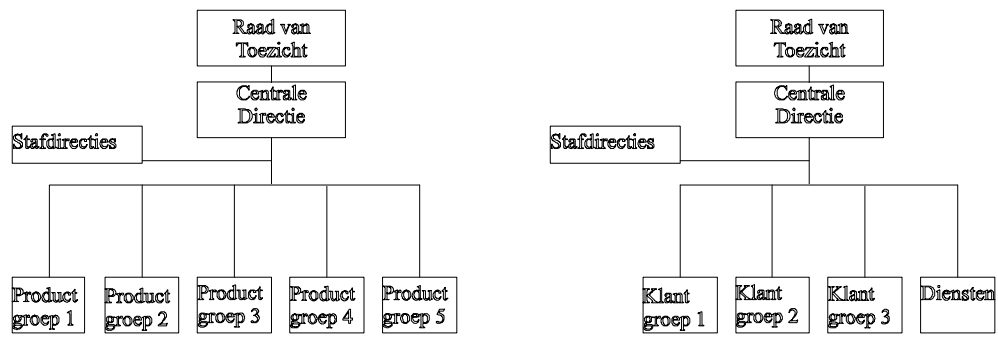 Raad van
Toezicht
Centrale
Directie
Stafdirecties
Product
groep 1
Product
groep 2
Product
groep 3
Product
groep 4
Product
groep 5
Raad van
Toezicht
Centrale
Directie
Stafdirecties
Klant
groep 1
Klant
groep 2
Klant
groep 3
Diensten